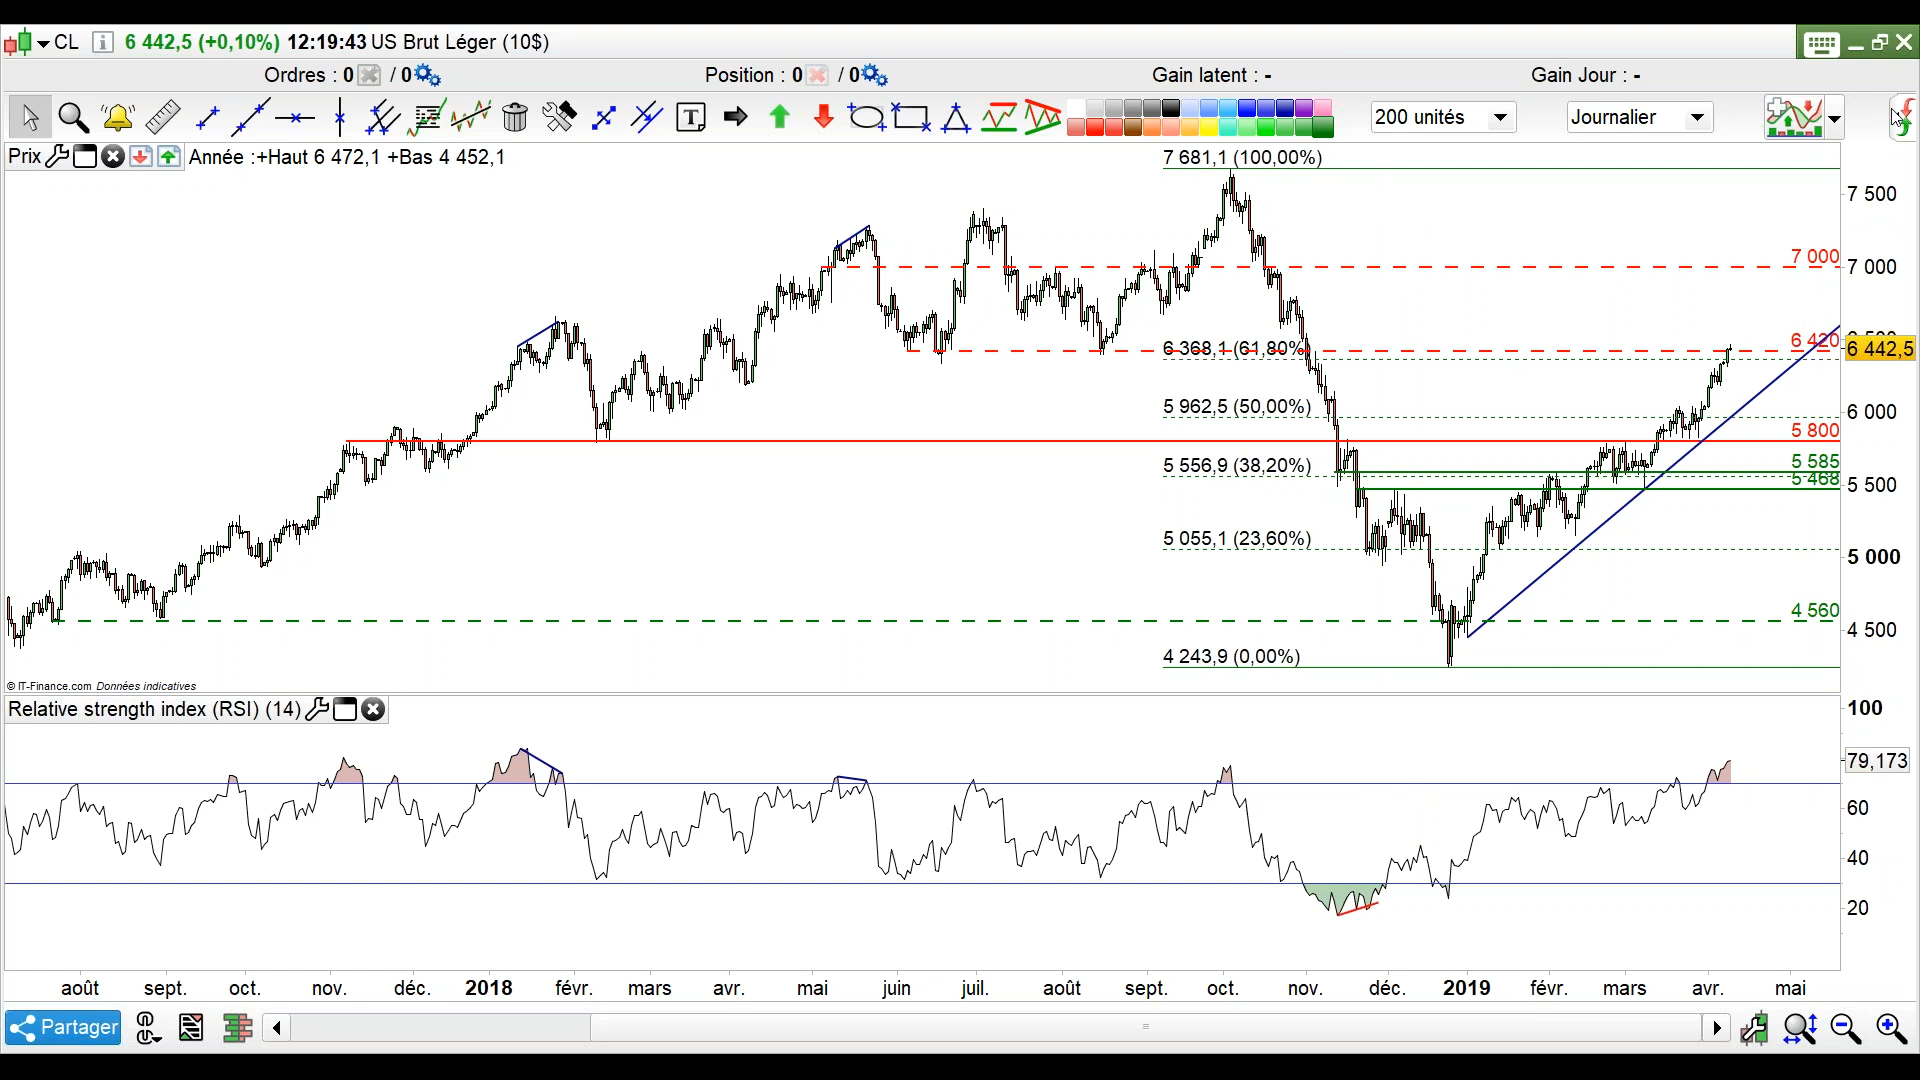 CL 6 442,5 (+0,10%) 12:19:43 US Brut Léger (10$)
Ordres : 0 / 0 Position : 0 / 0 Gain latent : - Gain Jour : -
200 unités Journalier
Prix Année :+Haut 6 472,1 +Bas 4 452,1
7 681,1 (100,00%)
7 500
7 000
7 000
6 420
6 442,5
6 368,1 (61,80%)
5 962,5 (50,00%)
6 000
5 800
5 556,9 (38,20%)
5 585
5 468
5 500
5 055,1 (23,60%)
5 000
4 560
4 500
4 243,9 (0,00%)
© IT-Finance.com Données indicatives
Relative strength index (RSI) (14)
100
79,173
60
40
20
août sept. oct. nov. déc. 2018 févr. mars avr. mai juin juil. août sept. oct. nov. déc. 2019 févr. mars avr. mai
Partager